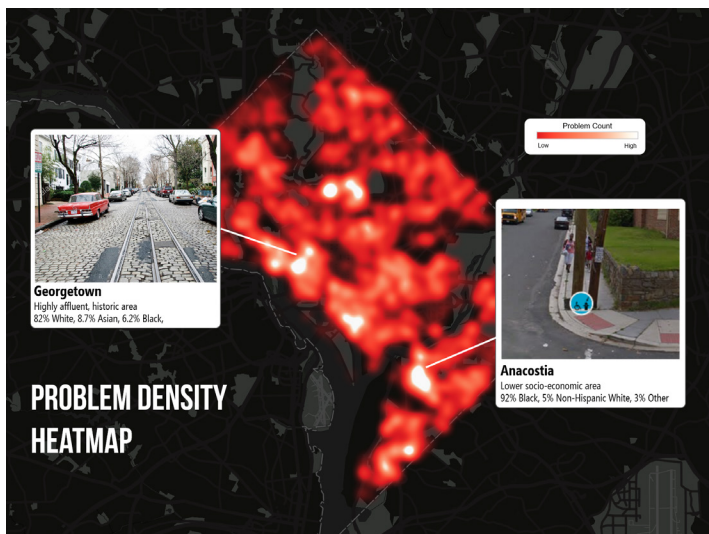 Problem Count
Low High
Georgetown
Highly affluent, historic area
82% White, 8.7% Asian, 6.2% Black,
Anacostia
Lower socio-economic area
92% Black, 5% Non-Hispanic White, 3% Other
PROBLEM DENSITY
HEATMAP